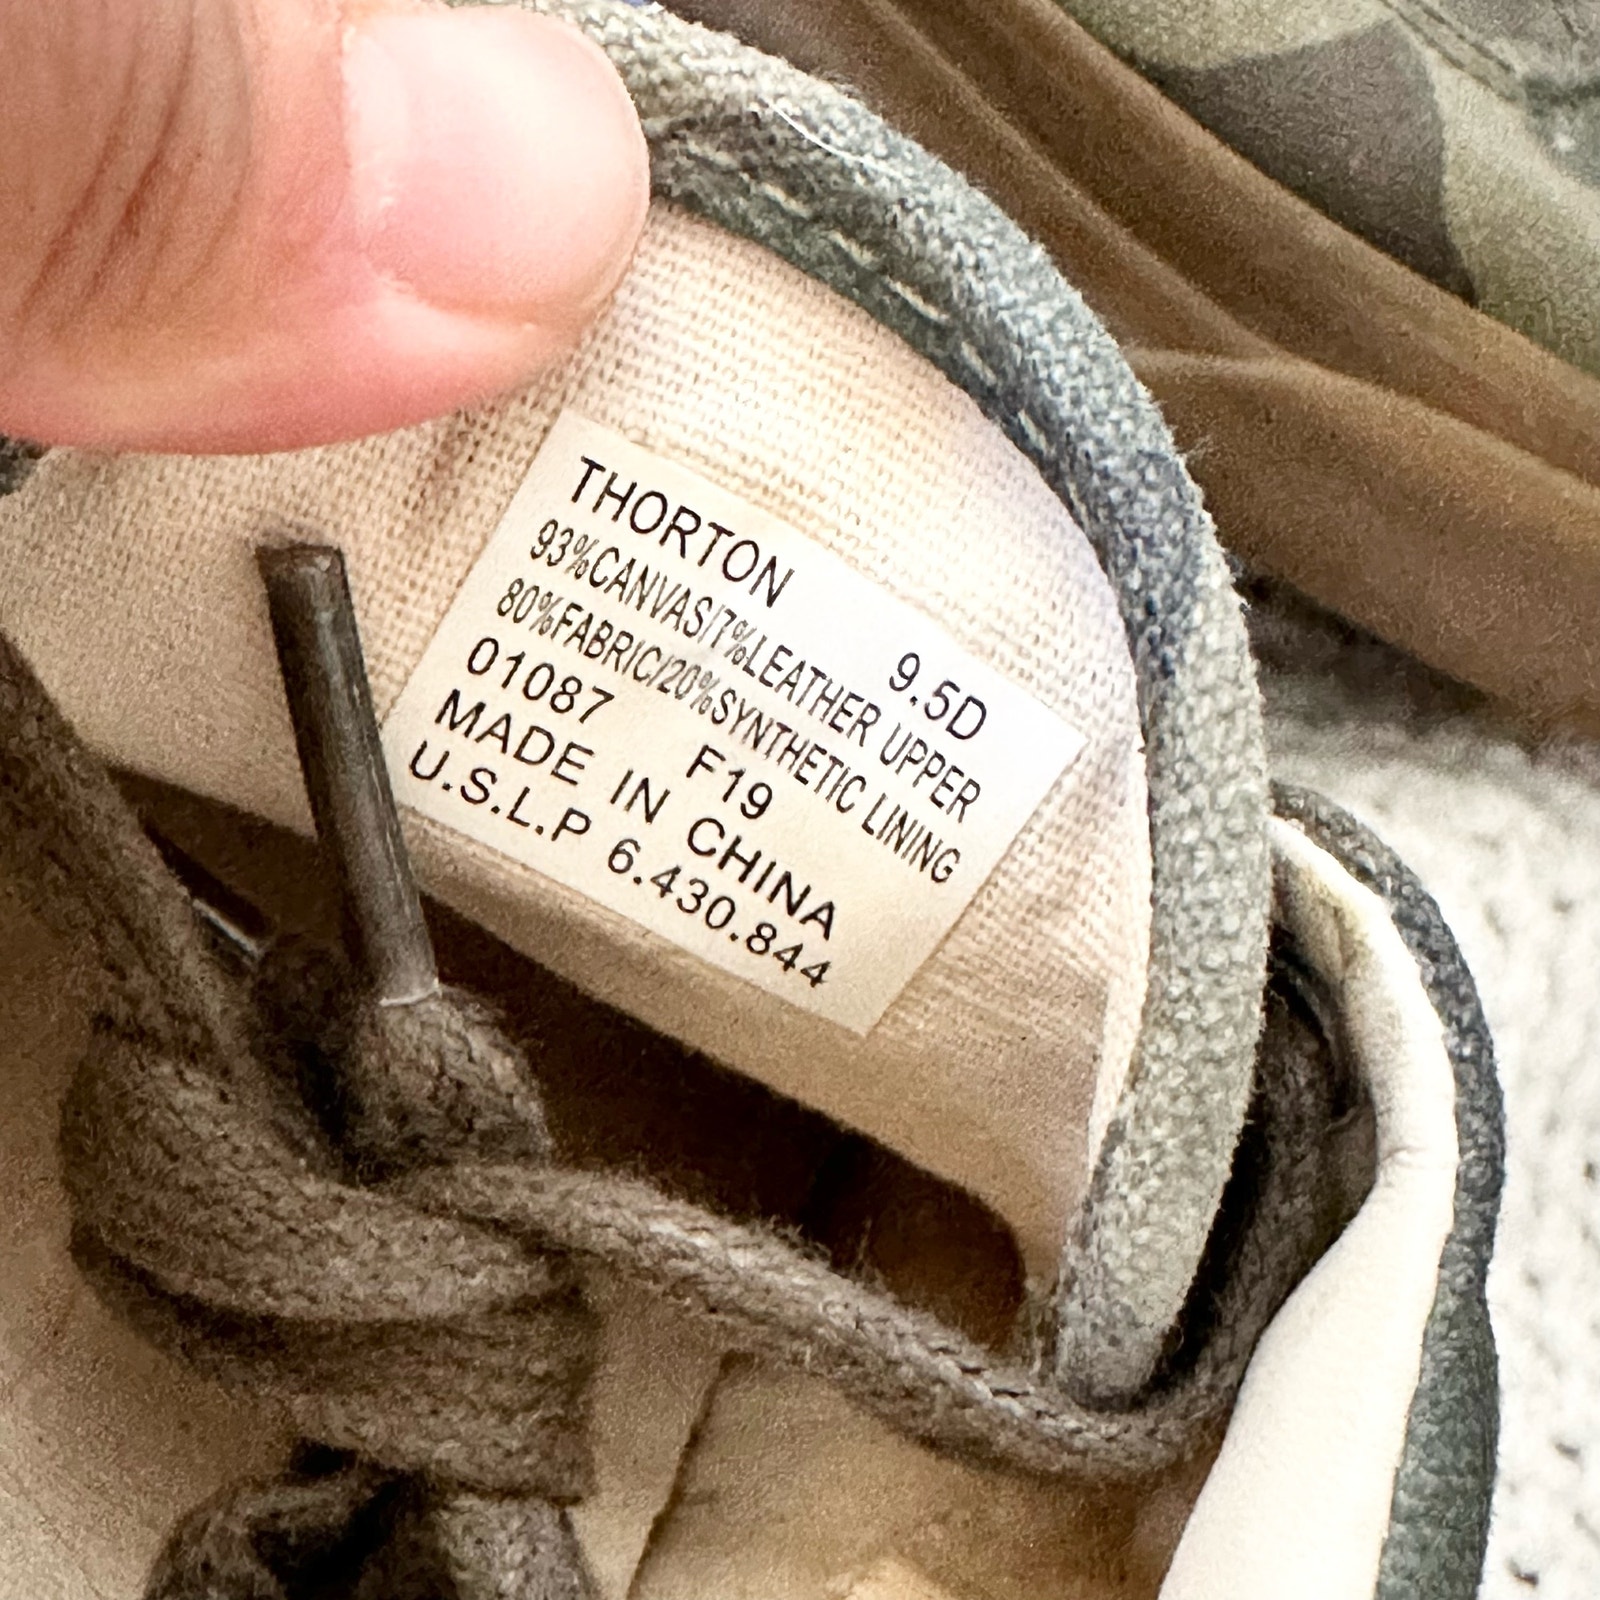 THORTON 9.5D
93%CANVAS/7%LEATHER UPPER
80%FABRIC/20%SYNTHETIC LINING
01087 F19
MADE IN CHINA
U.S.L.P 6.430.844